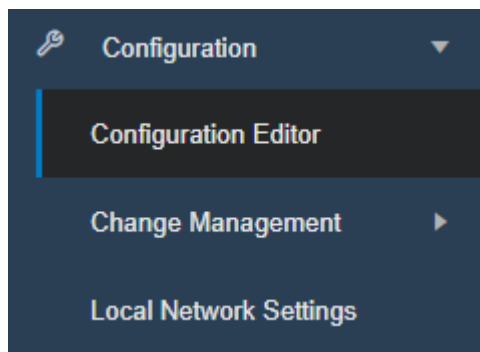 Configuration
Configuration Editor
Change Management
Local Network Settings